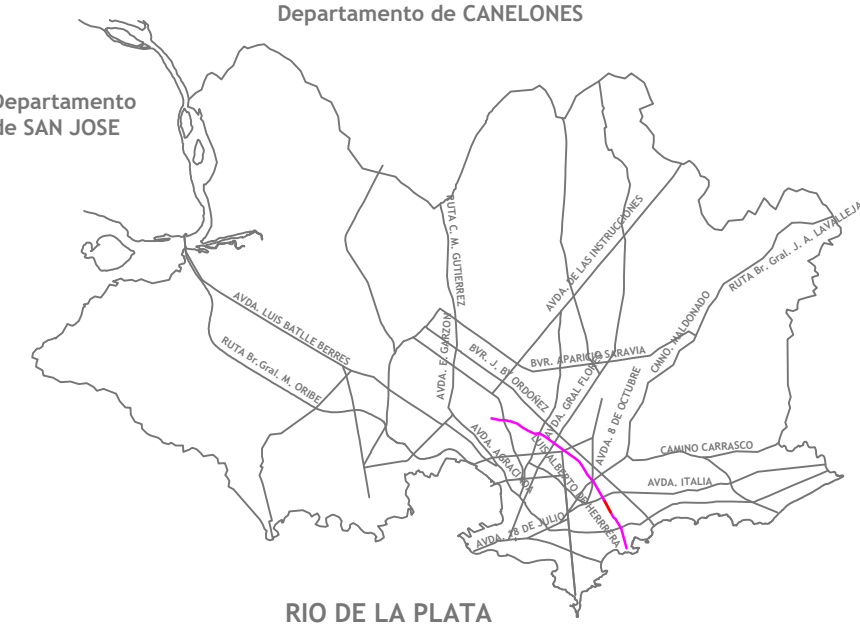 Departamento de CANELONES
Departamento
de SAN JOSE
RUTA C. M. GUTIERREZ
AVDA. DE LAS INSTRUCCIONES
RUTA Br. Gral. J. A. LAVALLEJA
AVDA. LUIS BATLLE BERRES
RUTA Br.Gral. M. ORIBE
AVDA. E. GARZON
BVR. J. BY ORDOÑEZ
BVR. APARICIO SARAVIA
CNNO. MALDONADO
AVDA. GRAL FLORES
AVDA. 8 DE OCTUBRE
AVDA. AGRACIADA
LUIS ALBERTO DE HERRRERA
CAMINO CARRASCO
AVDA. ITALIA
AVDA. 18 DE JULIO
RIO DE LA PLATA